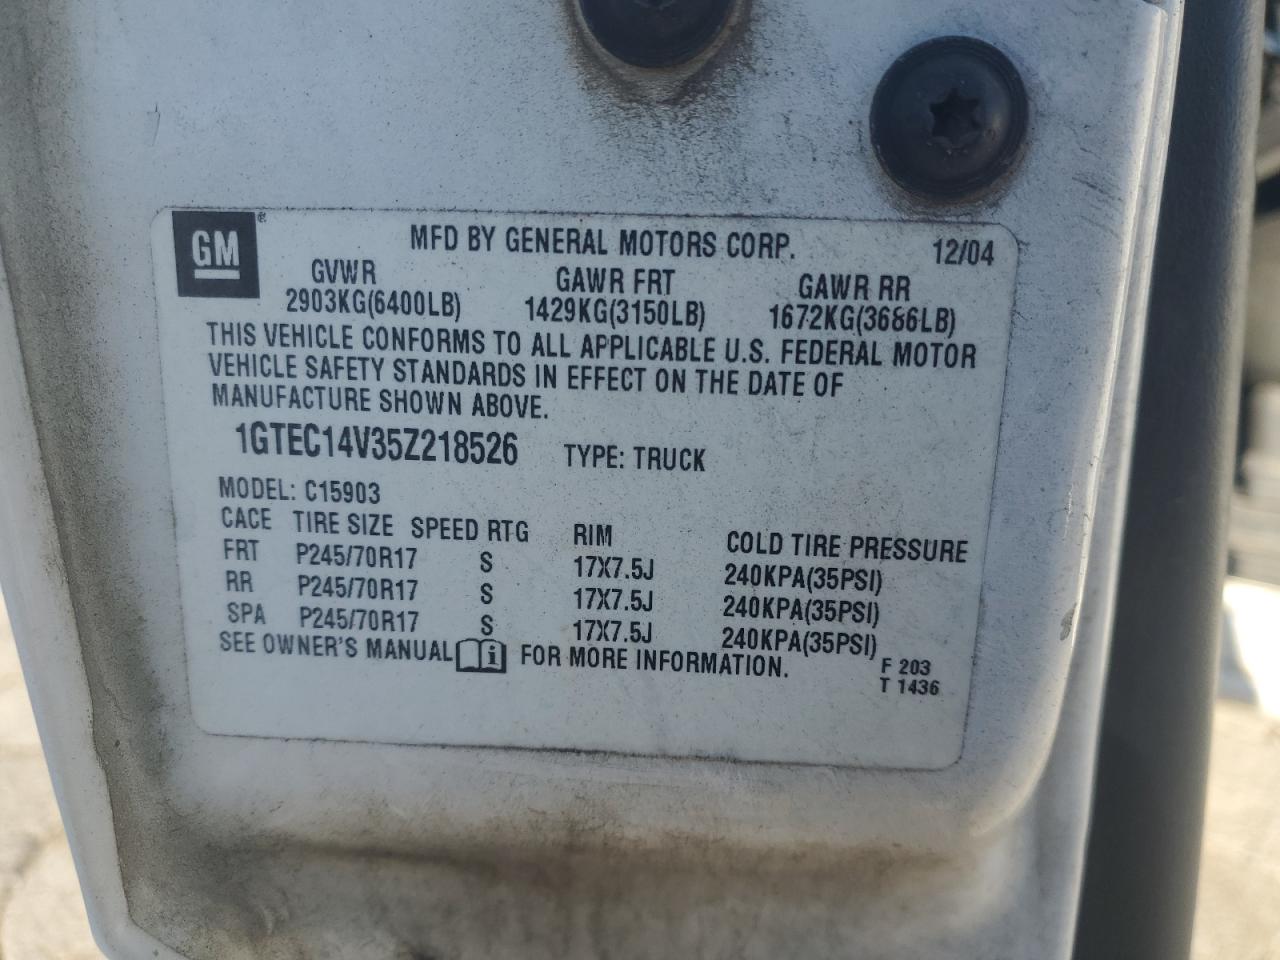 GM®
MFD BY GENERAL MOTORS CORP. 12/04
GVWR GAWR FRT GAWR RR
2903KG(6400LB) 1429KG(3150LB) 1672KG(3686LB)
THIS VEHICLE CONFORMS TO ALL APPLICABLE U.S. FEDERAL MOTOR
VEHICLE SAFETY STANDARDS IN EFFECT ON THE DATE OF
MANUFACTURE SHOWN ABOVE.
1GTEC14V35Z218526 TYPE: TRUCK
MODEL: C15903
CACE TIRE SIZE SPEED RTG RIM COLD TIRE PRESSURE
FRT P245/70R17 S 17X7.5J 240KPA(35PSI)
RR P245/70R17 S 17X7.5J 240KPA(35PSI)
SPA P245/70R17 S 17X7.5J 240KPA(35PSI)
SEE OWNER'S MANUAL i FOR MORE INFORMATION.
F 203
T 1436